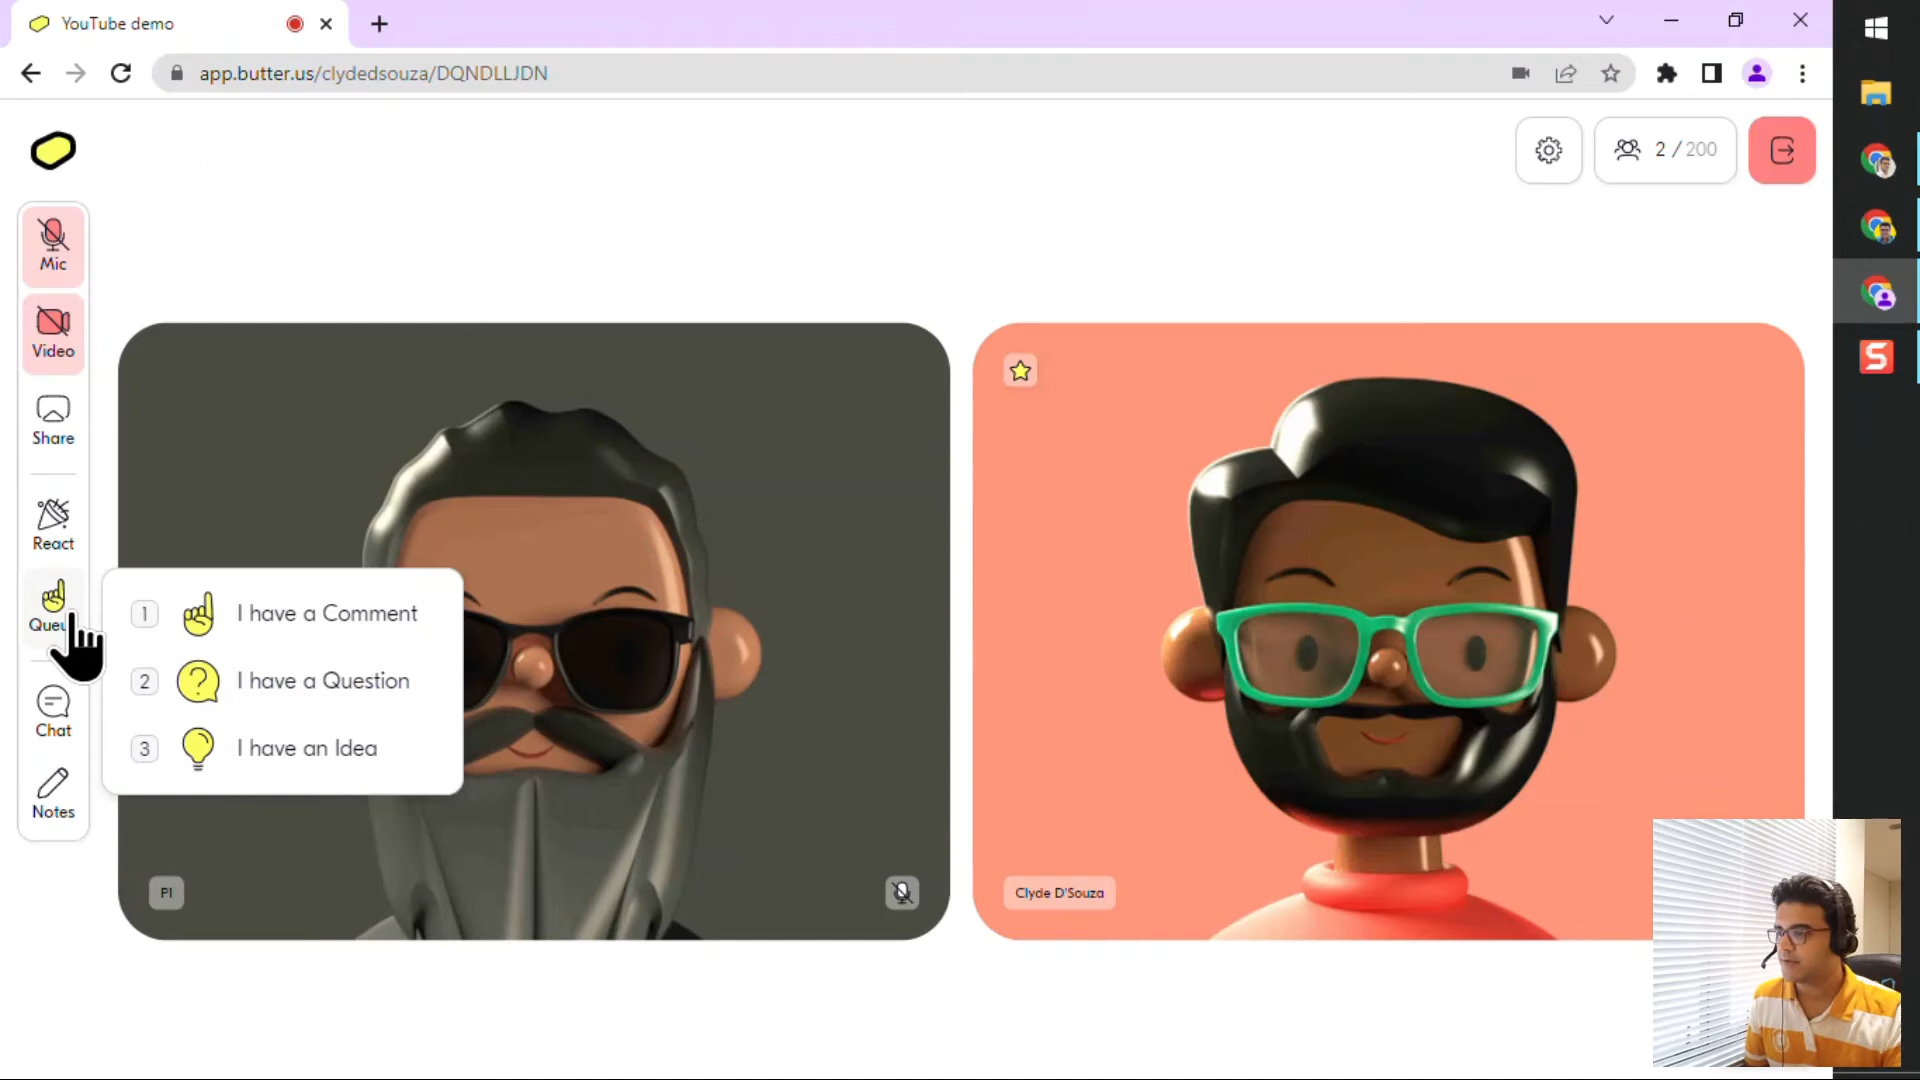 YouTube demo
app.butter.us/clydedsouza/DQNDLLJDN
2 / 200
Mic
Video
Share
React
Queu
1 I have a Comment
2 I have a Question
3 I have an Idea
Chat
Notes
PI
Clyde D'Souza